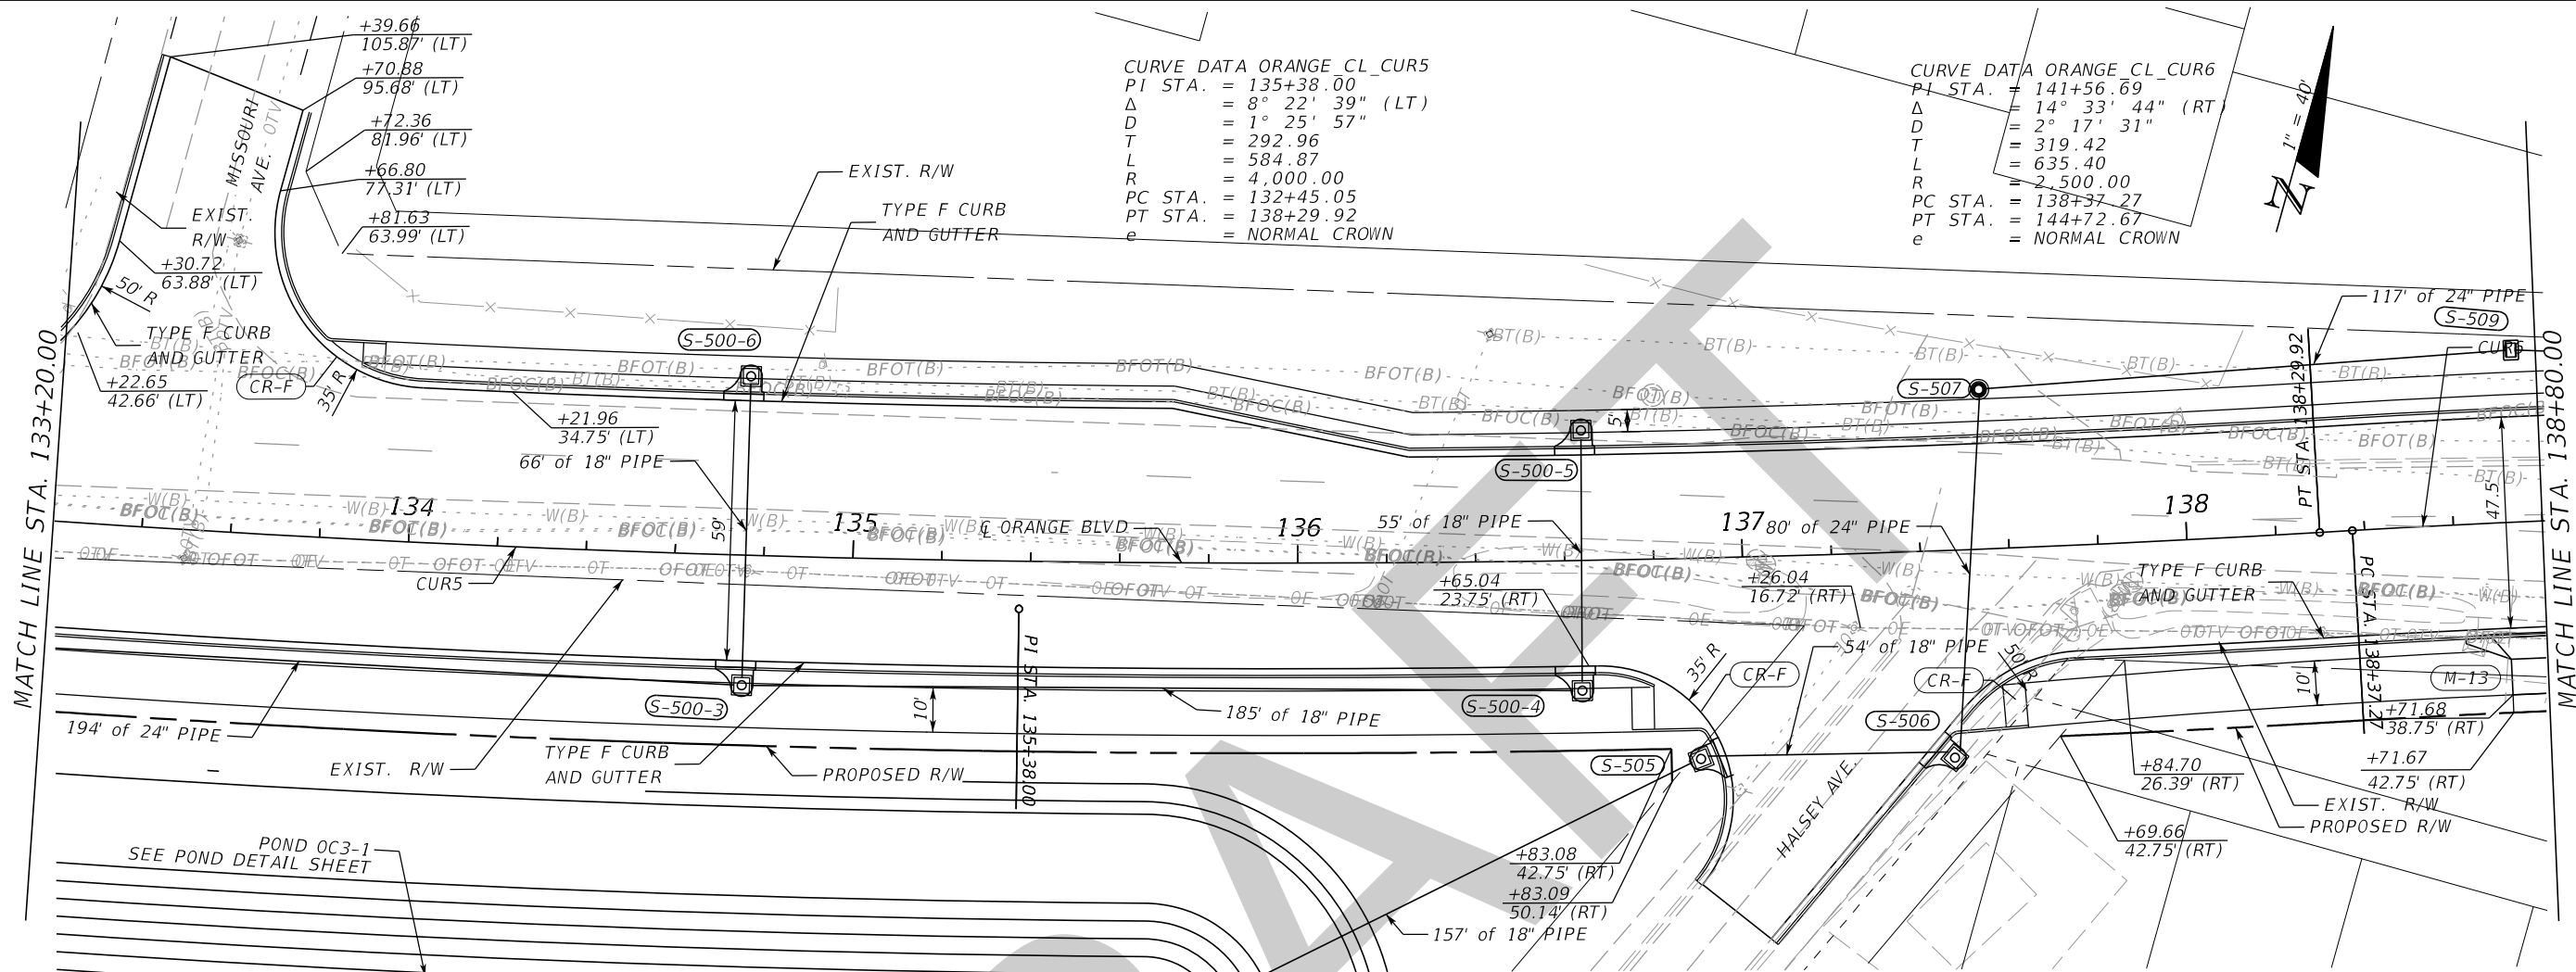 +39.66
105.87' (LT)
+70.88
95.68' (LT)
+72.36
81.96' (LT)
+66.80
77.31' (LT)
+81.63
63.99' (LT)
MISSOURI
AVE.
OTV
EXIST.
R/W
+30.72
63.88' (LT)
50' R
TYPE F CURB
AND GUTTER
+22.65
42.66' (LT)
CR-F
35' R
MATCH LINE STA. 133+20.00
EXIST. R/W
TYPE F CURB
AND GUTTER
CURVE DATA ORANGE_CL_CUR5
PI STA. = 135+38.00
Δ = 8° 22' 39" (LT)
D = 1° 25' 57"
T = 292.96
L = 584.87
R = 4,000.00
PC STA. = 132+45.05
PT STA. = 138+29.92
e = NORMAL CROWN
CURVE DATA ORANGE_CL_CUR6
PI STA. = 141+56.69
Δ = 14° 33' 44" (RT)
D = 2° 17' 31"
T = 319.42
L = 635.40
R = 2,500.00
PC STA. = 138+37.27
PT STA. = 144+72.67
e = NORMAL CROWN
1" = 40'
N
117' of 24" PIPE
S-509
CUR6
S-500-6
S-507
S-500-5
5'
+21.96
34.75' (LT)
66' of 18" PIPE
59
134
135
136
137
138
℄ ORANGE BLVD
55' of 18" PIPE
80' of 24" PIPE
PT STA. 138+29.92
47.5
MATCH LINE STA. 138+80.00
CUR5
+65.04
23.75' (RT)
+26.04
16.72' (RT)
TYPE F CURB
AND GUTTER
PI STA. 135+38.00
PC STA. 138+37.27
54' of 18" PIPE
35' R
CR-F
50' R
CR-F
M-13
10'
10'
S-500-3
S-500-4
S-506
S-505
185' of 18" PIPE
194' of 24" PIPE
EXIST. R/W
TYPE F CURB
AND GUTTER
PROPOSED R/W
+71.68
38.75' (RT)
+71.67
42.75' (RT)
+84.70
26.39' (RT)
EXIST. R/W
PROPOSED R/W
+69.66
42.75' (RT)
HALSEY AVE.
+83.08
42.75' (RT)
+83.09
50.14' (RT)
157' of 18" PIPE
POND OC3-1
SEE POND DETAIL SHEET
BFOT(B)
BT(B)
BFOC(B)
W(B)